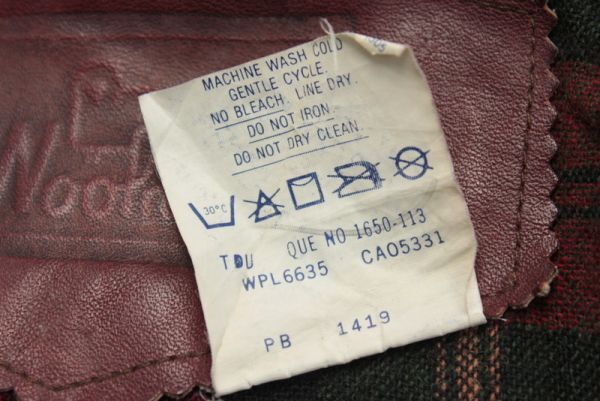 MACHINE WASH COLD
GENTLE CYCLE.
NO BLEACH. LINE DRY.
DO NOT IRON.
DO NOT DRY CLEAN.
30°C
TDU QUE NO 1650-113
WPL6635 CA05331
PB 1419